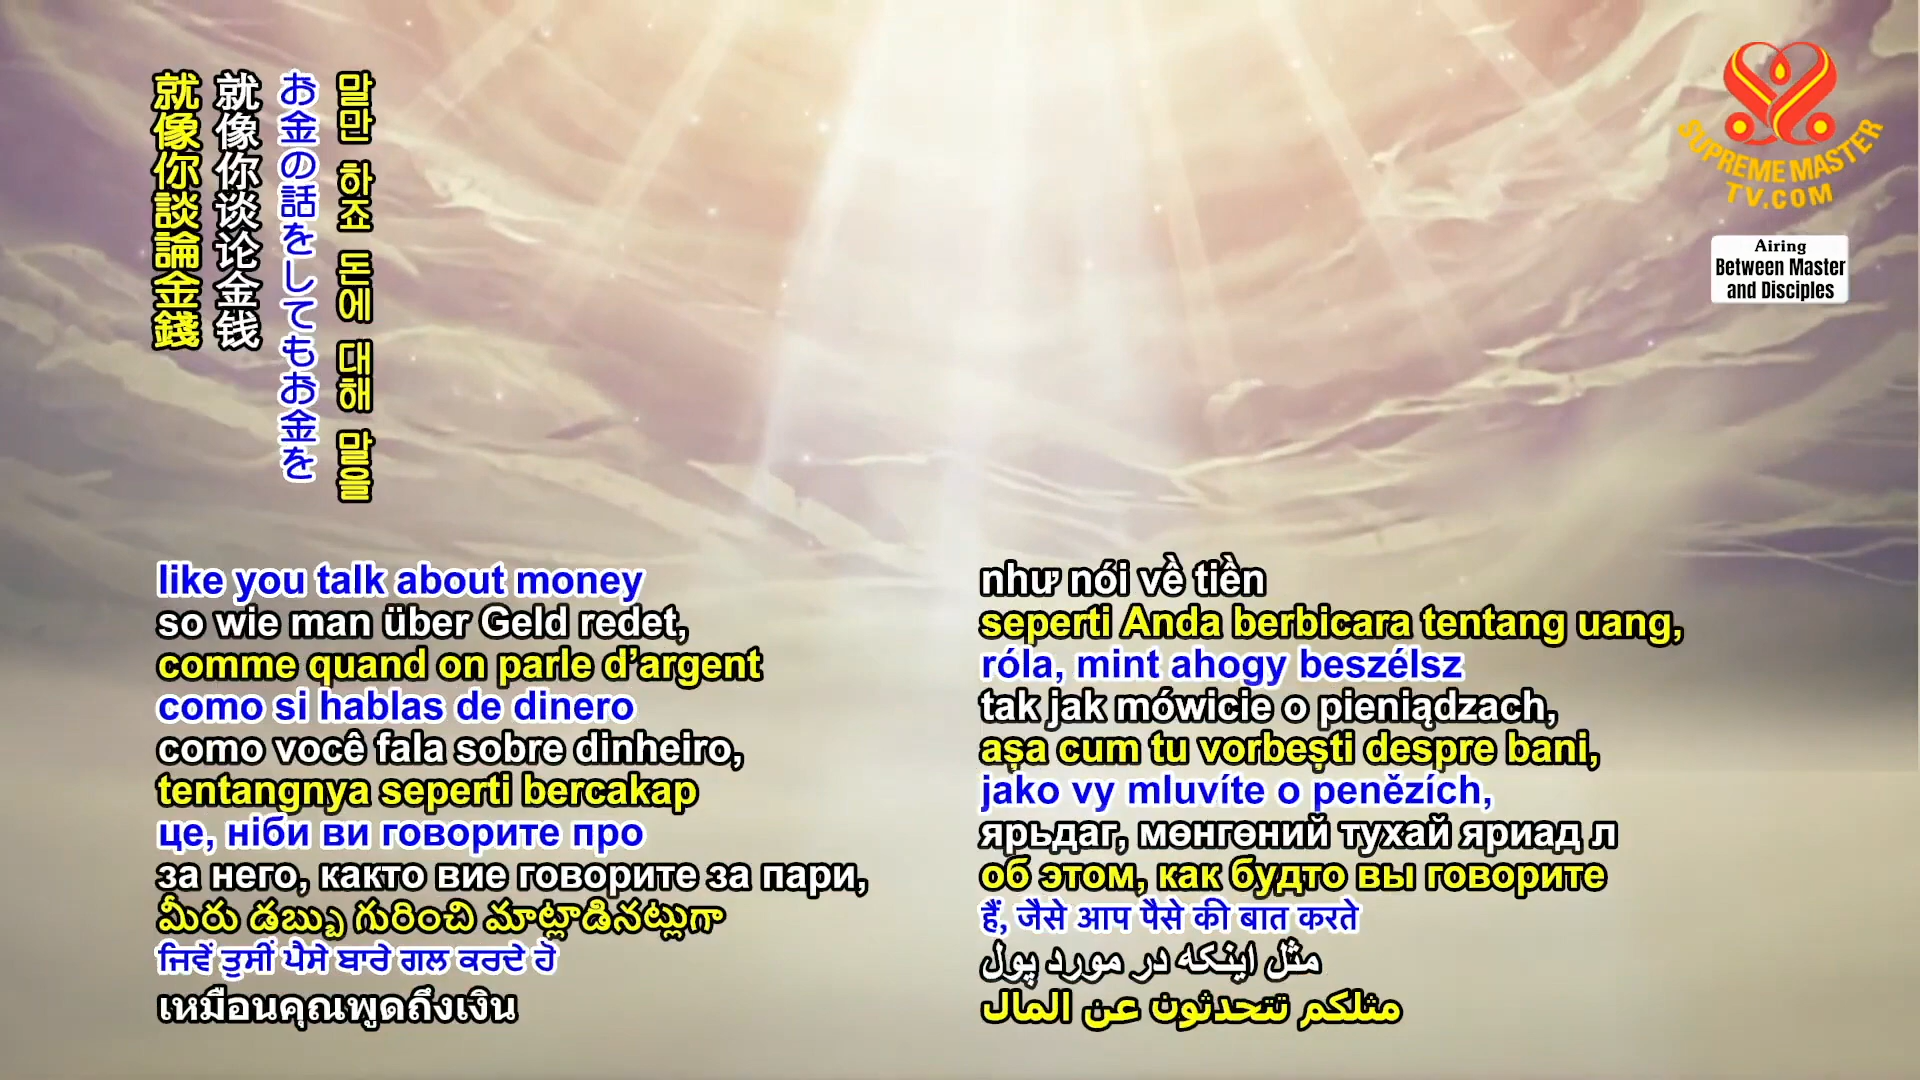 就像你談論金錢
就像你谈论金钱
お金の話をしてもお金を
말만 하죠 돈에 대해 말을
SUPREME MASTER
TV.COM
Airing
Between Master
and Disciples
like you talk about money
so wie man über Geld redet,
comme quand on parle d’argent
como si hablas de dinero
como você fala sobre dinheiro,
tentangnya seperti bercakap
це, ніби ви говорите про
за него, както вие говорите за пари,
మీరు డబ్బు గురించి మాట్లాడినట్లుగా
ਜਿਵੇਂ ਤੁਸੀਂ ਪੈਸੇ ਬਾਰੇ ਗਲ ਕਰਦੇ ਹੋ
เหมือนคุณพูดถึงเงิน
như nói về tiền
seperti Anda berbicara tentang uang,
róla, mint ahogy beszélsz
tak jak mówicie o pieniądzach,
așa cum tu vorbești despre bani,
jako vy mluvíte o penězích,
ярьдаг, мөнгөний тухай яриад л
об этом, как будто вы говорите
हैं, जैसे आप पैसे की बात करते
مثل اینکه در مورد پول
مثلكم تتحدثون عن المال